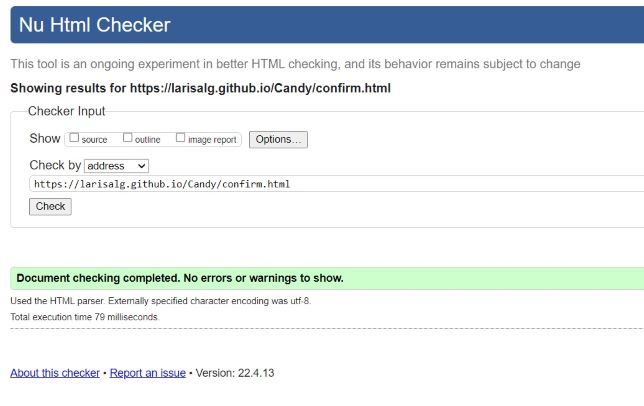 Nu Html Checker
This tool is an ongoing experiment in better HTML checking, and its behavior remains subject to change
Showing results for https://larisalg.github.io/Candy/confirm.html
Checker Input
Show source outline image report Options...
Check by address
https://larisalg.github.io/Candy/confirm.html
Check
Document checking completed. No errors or warnings to show.
Used the HTML parser. Externally specified character encoding was utf-8.
Total execution time 79 milliseconds.
About this checker • Report an issue • Version: 22.4.13